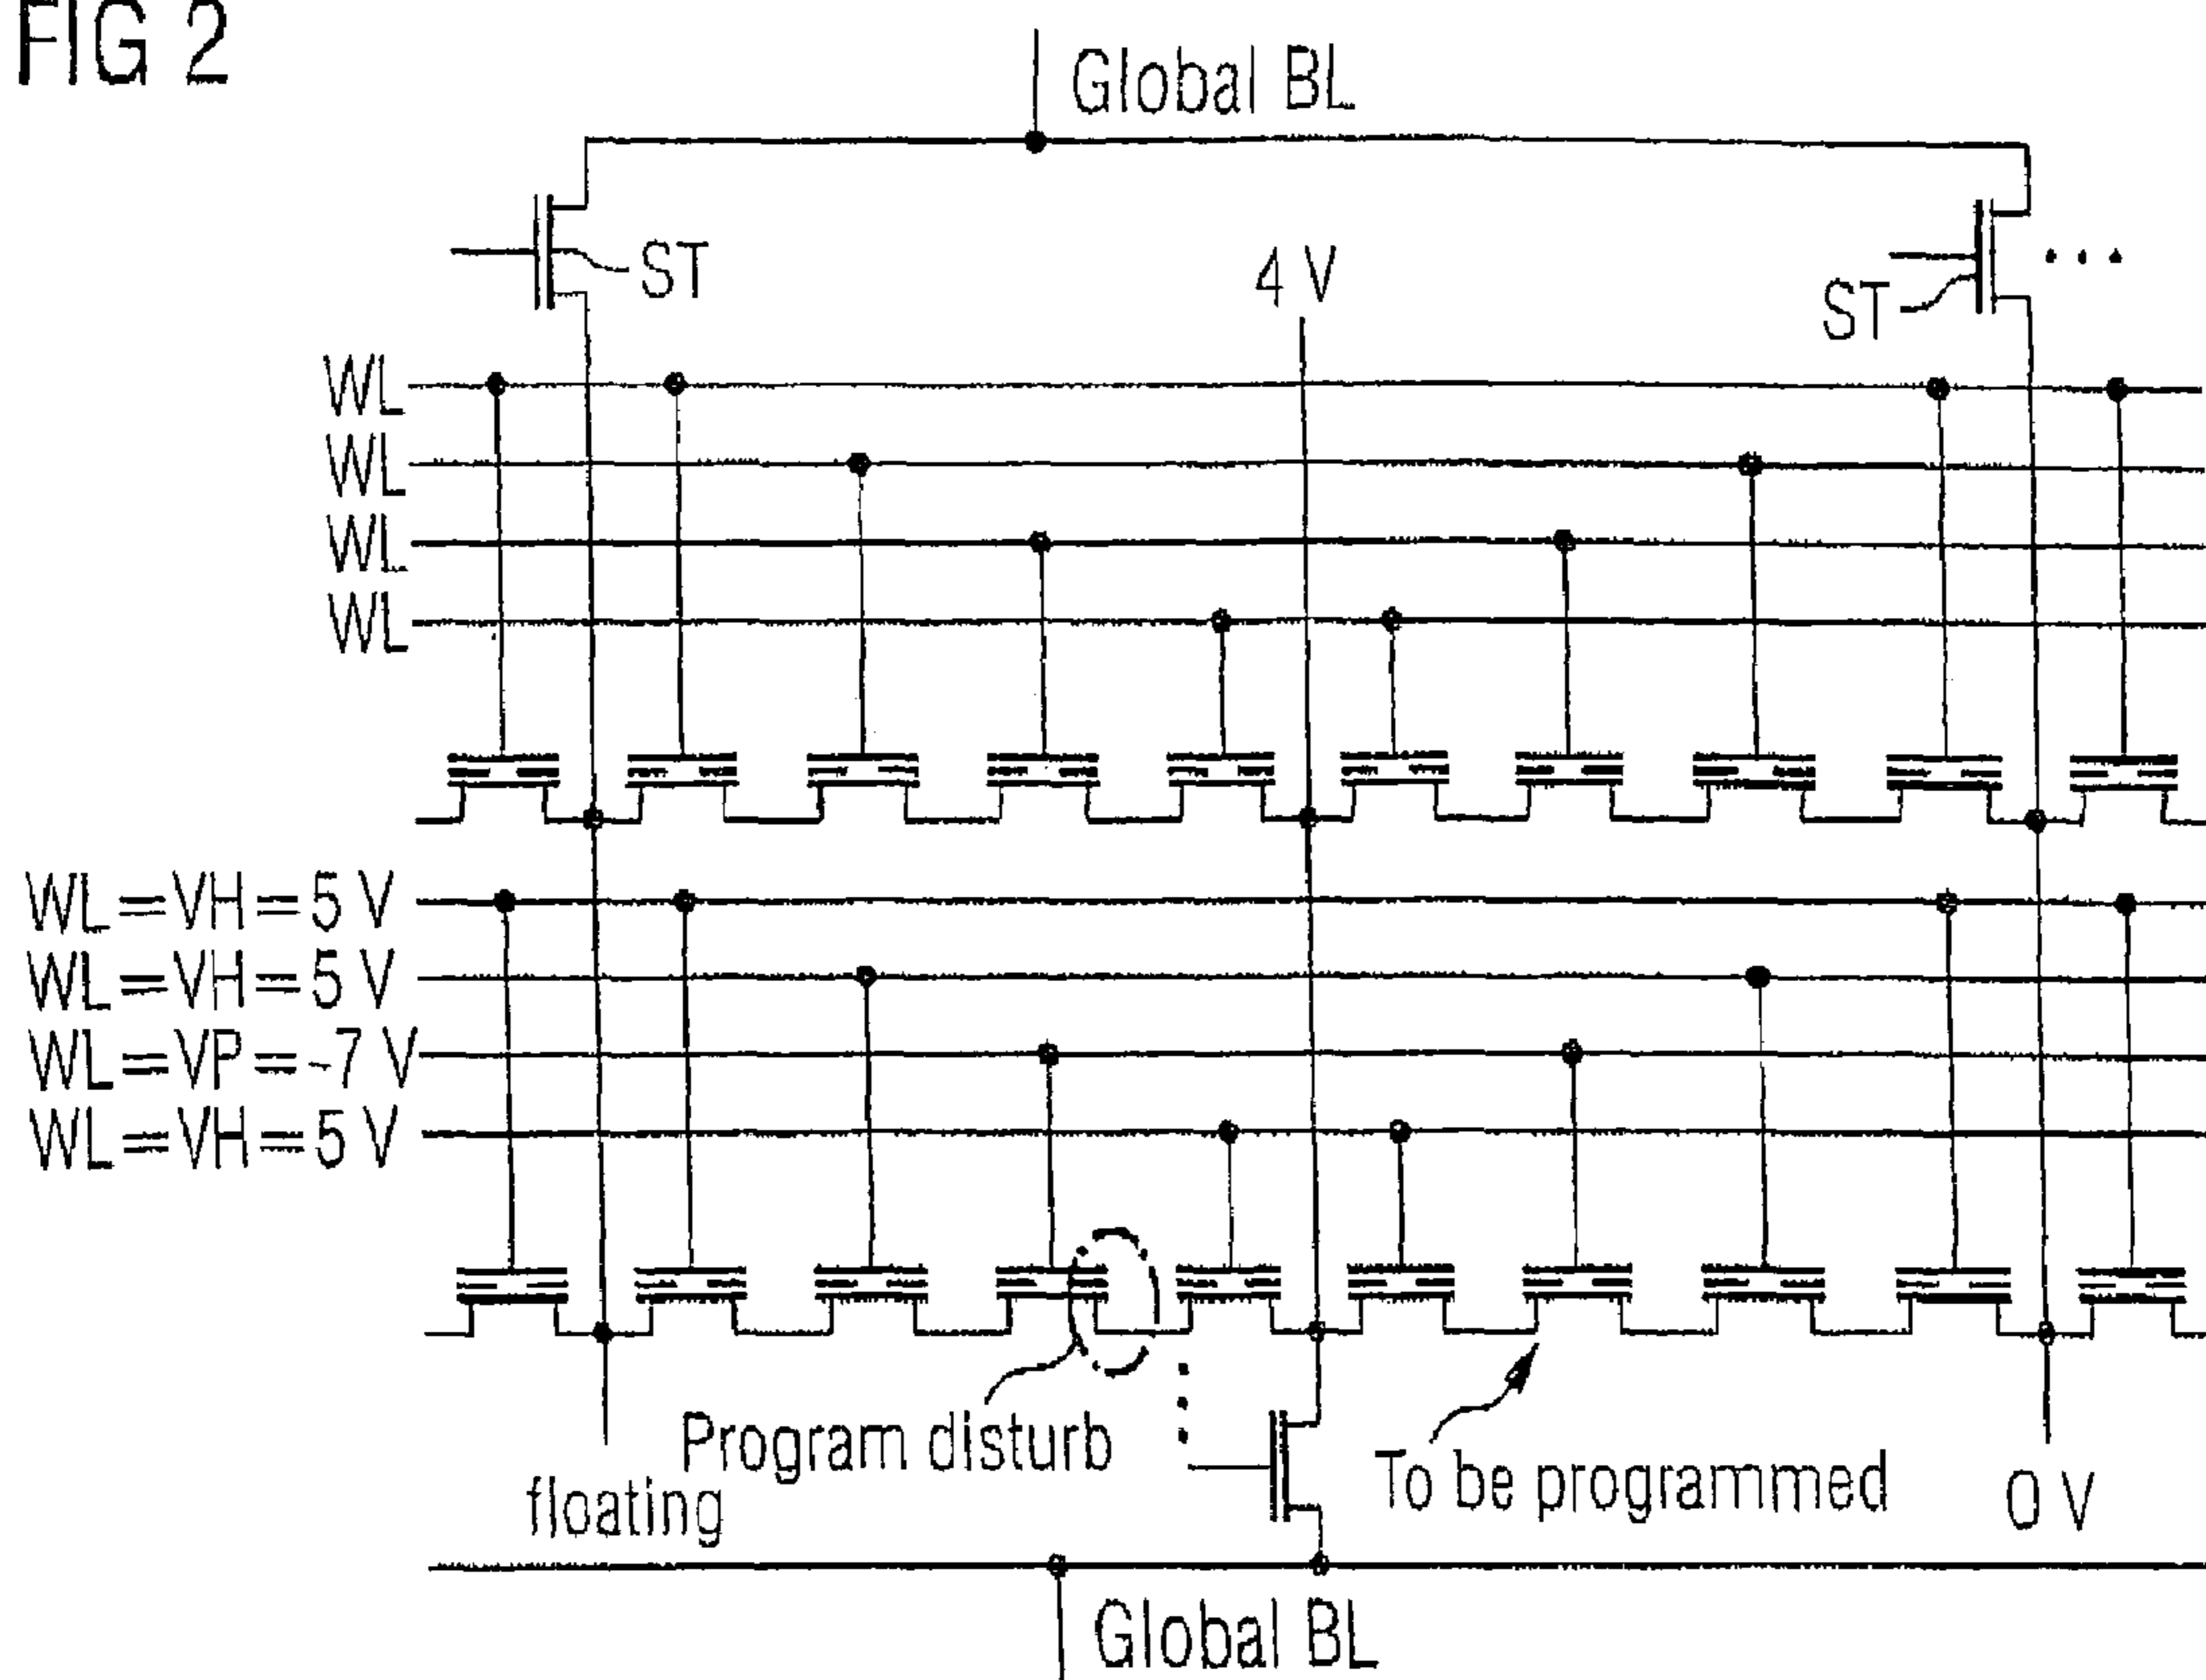 FIG 2
Global BL
ST
4 V
ST
WL
WL
WL
WL
WL=VH=5 V
WL=VH=5 V
WL=VP=-7 V
WL=VH=5 V
Program disturb
To be programmed
floating
0 V
Global BL